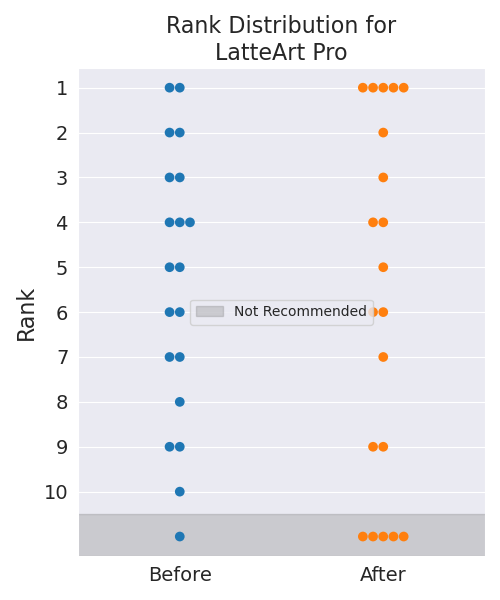 Rank Distribution for
LatteArt Pro
Rank
1
2
3
4
5
6
7
8
9
10
Not Recommended
Before
After